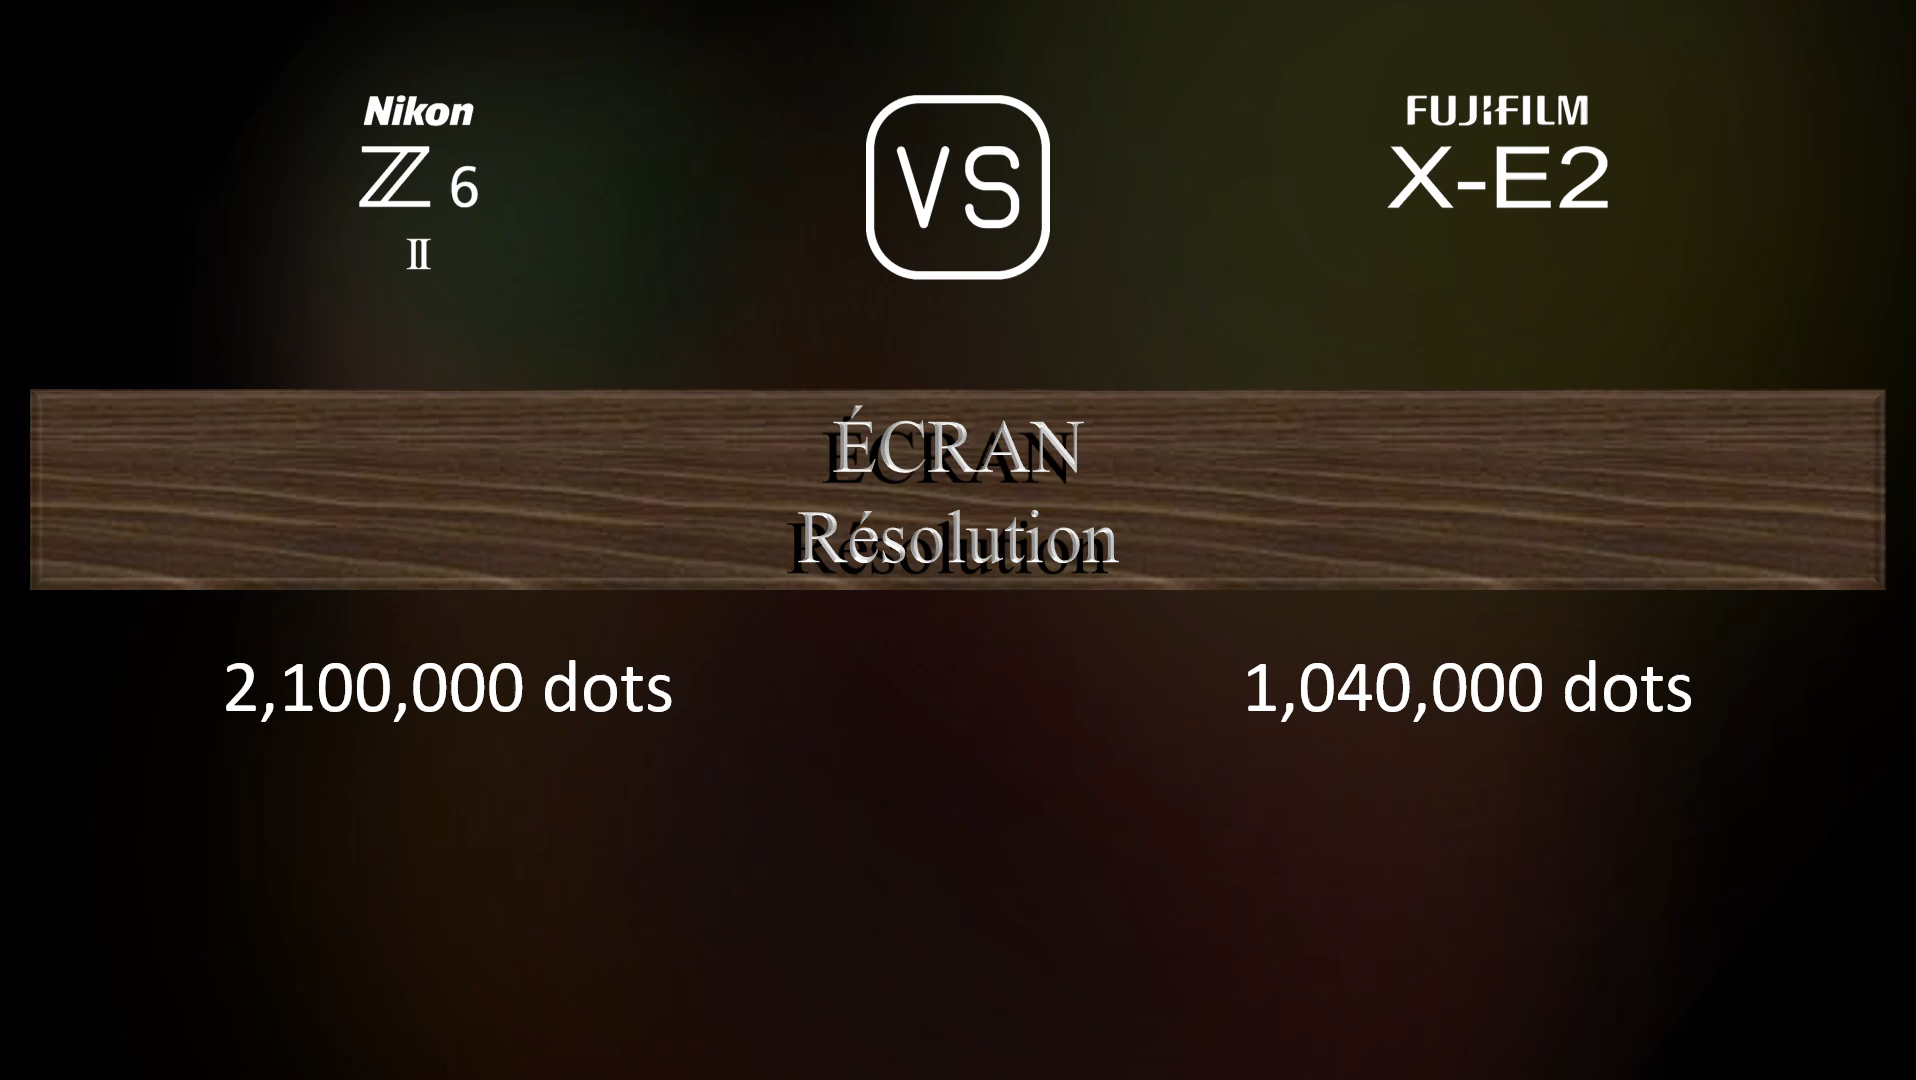 Nikon
Z 6
II
VS
FUJIFILM
X-E2
ÉCRAN
Résolution
2,100,000 dots
1,040,000 dots